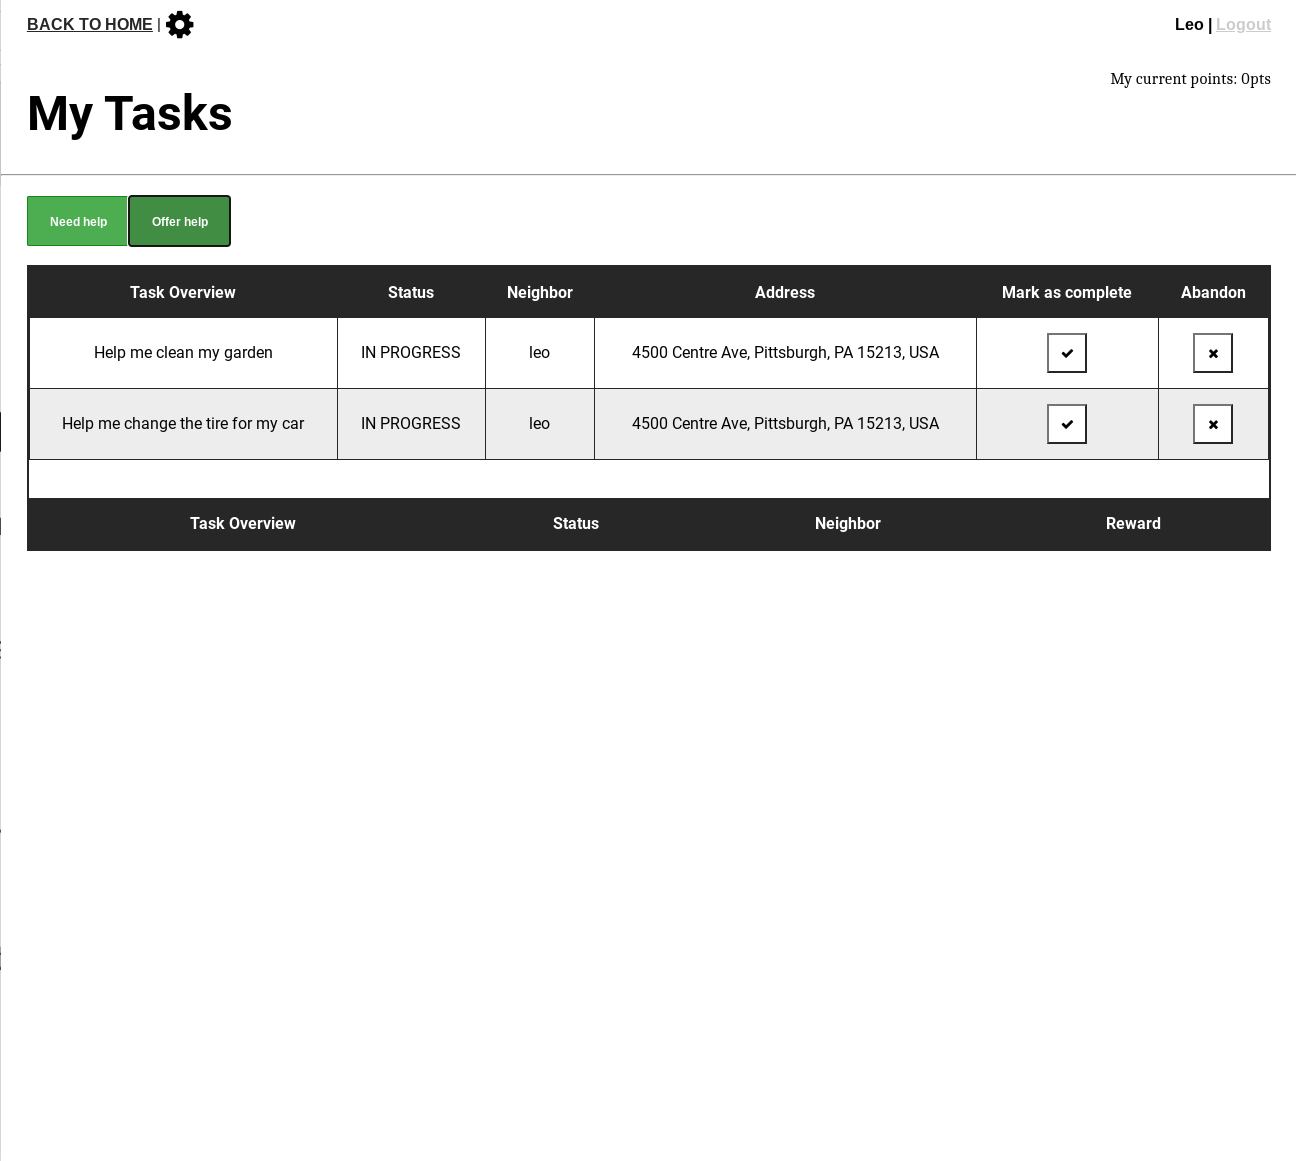 BACK TO HOME |
Leo | Logout
My current points: 0pts
My Tasks
Need help Offer help
Task Overview Status Neighbor Address Mark as complete Abandon
Help me clean my garden IN PROGRESS leo 4500 Centre Ave, Pittsburgh, PA 15213, USA
Help me change the tire for my car IN PROGRESS leo 4500 Centre Ave, Pittsburgh, PA 15213, USA
Task Overview Status Neighbor Reward